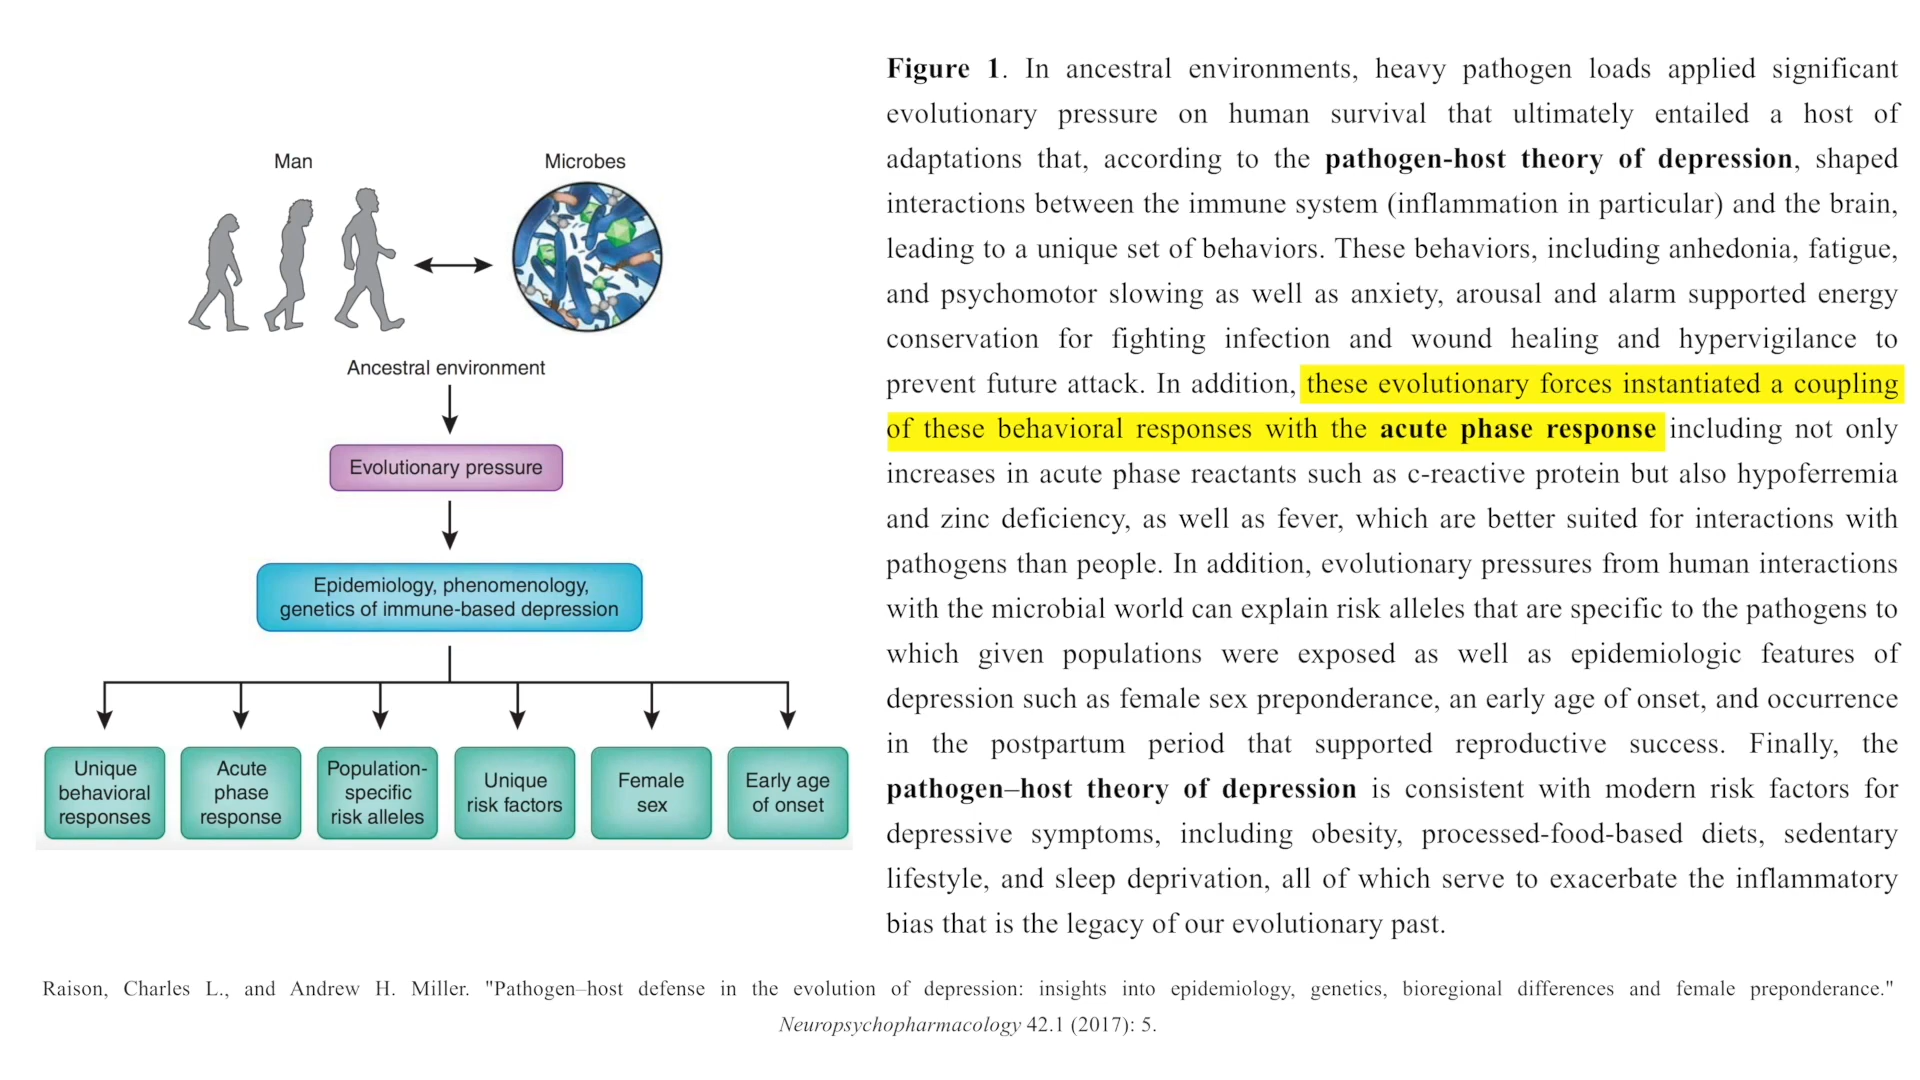 Man
Microbes
Ancestral environment
Evolutionary pressure
Epidemiology, phenomenology,
genetics of immune-based depression
Unique
behavioral
responses
Acute
phase
response
Population-
specific
risk alleles
Unique
risk factors
Female
sex
Early age
of onset
Figure 1. In ancestral environments, heavy pathogen loads applied significant
evolutionary pressure on human survival that ultimately entailed a host of
adaptations that, according to the pathogen-host theory of depression, shaped
interactions between the immune system (inflammation in particular) and the brain,
leading to a unique set of behaviors. These behaviors, including anhedonia, fatigue,
and psychomotor slowing as well as anxiety, arousal and alarm supported energy
conservation for fighting infection and wound healing and hypervigilance to
prevent future attack. In addition, these evolutionary forces instantiated a coupling
of these behavioral responses with the acute phase response including not only
increases in acute phase reactants such as c-reactive protein but also hypoferremia
and zinc deficiency, as well as fever, which are better suited for interactions with
pathogens than people. In addition, evolutionary pressures from human interactions
with the microbial world can explain risk alleles that are specific to the pathogens to
which given populations were exposed as well as epidemiologic features of
depression such as female sex preponderance, an early age of onset, and occurrence
in the postpartum period that supported reproductive success. Finally, the
pathogen–host theory of depression is consistent with modern risk factors for
depressive symptoms, including obesity, processed-food-based diets, sedentary
lifestyle, and sleep deprivation, all of which serve to exacerbate the inflammatory
bias that is the legacy of our evolutionary past.
Raison, Charles L., and Andrew H. Miller. "Pathogen–host defense in the evolution of depression: insights into epidemiology, genetics, bioregional differences and female preponderance."
Neuropsychopharmacology 42.1 (2017): 5.